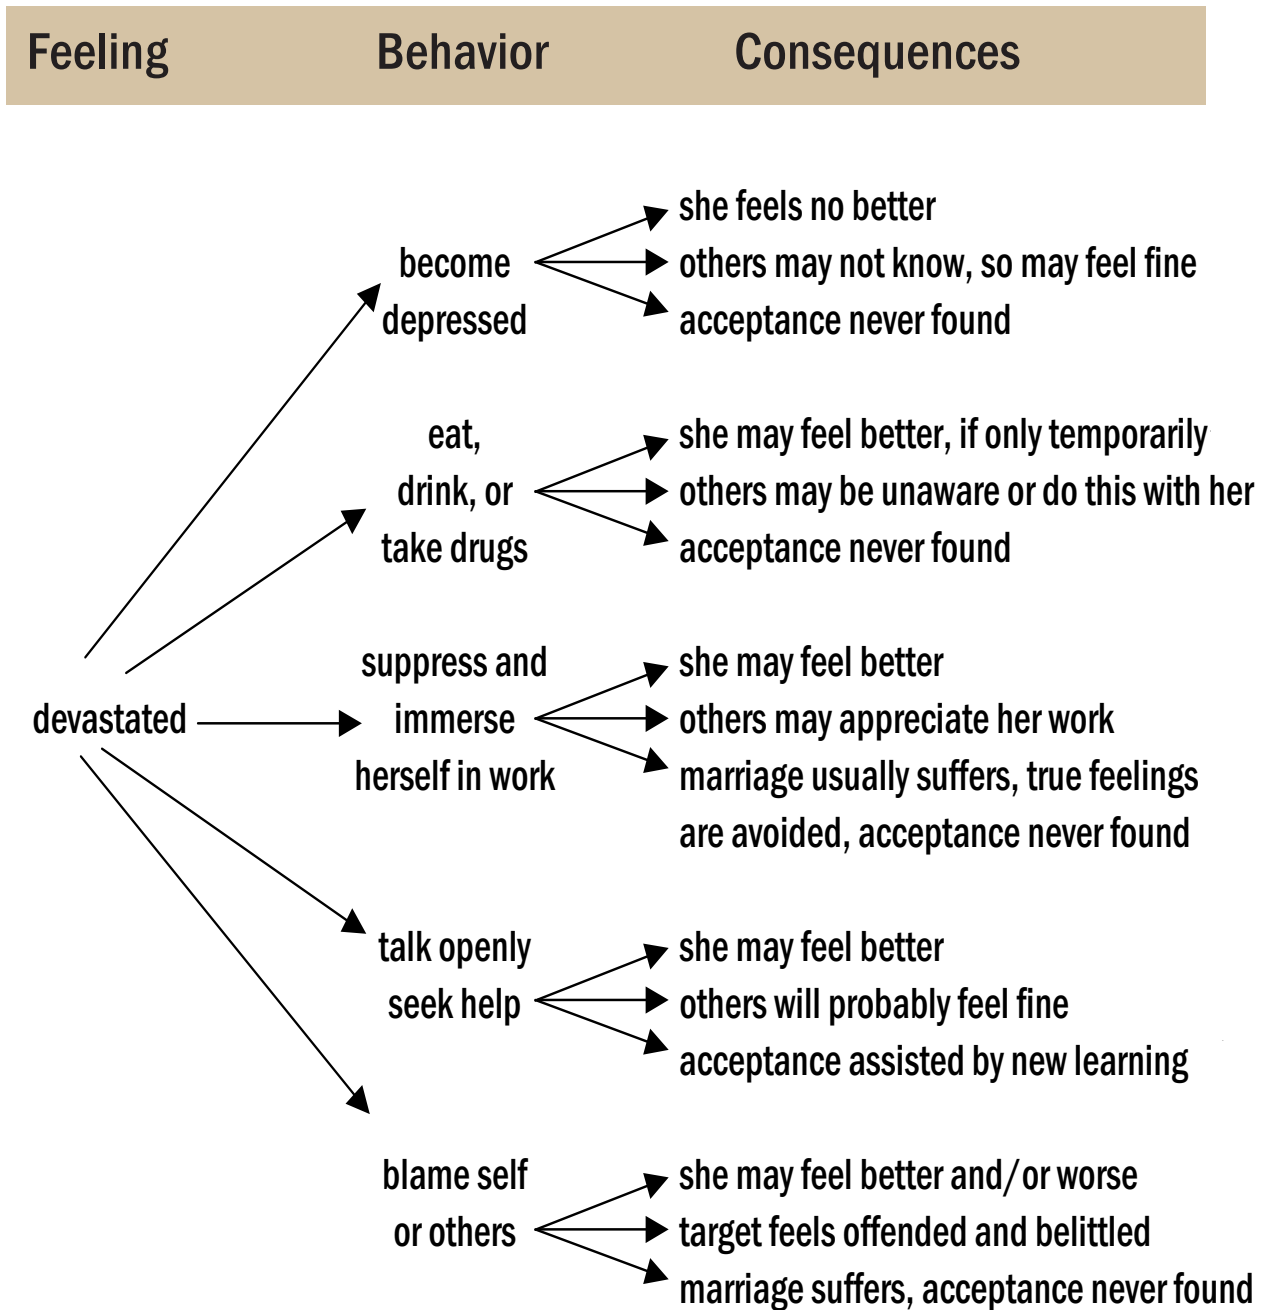 Feeling Behavior Consequences
she feels no better
become
others may not know, so may feel fine
depressed
acceptance never found
eat,
she may feel better, if only temporarily
drink, or
others may be unaware or do this with her
take drugs
acceptance never found
suppress and
she may feel better
devastated
immerse
others may appreciate her work
herself in work
marriage usually suffers, true feelings
are avoided, acceptance never found
talk openly
she may feel better
seek help
others will probably feel fine
acceptance assisted by new learning
blame self
she may feel better and/or worse
or others
target feels offended and belittled
marriage suffers, acceptance never found